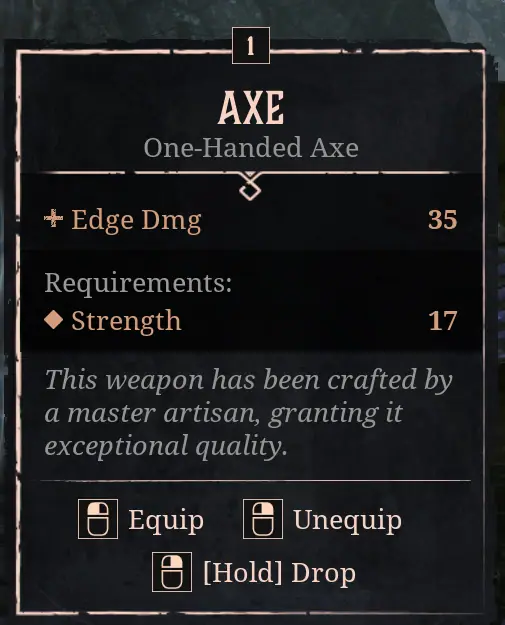 1
AXE
One-Handed Axe
Edge Dmg 35
Requirements:
Strength 17
This weapon has been crafted by
a master artisan, granting it
exceptional quality.
Equip Unequip
[Hold] Drop